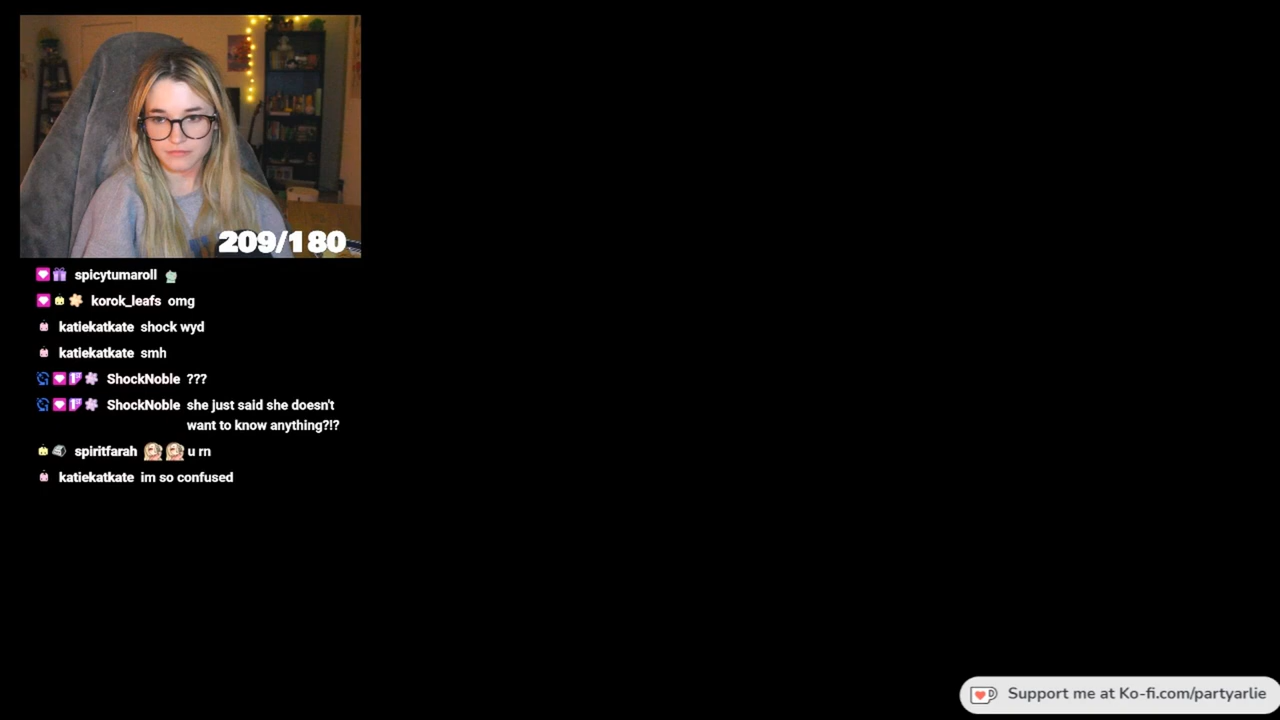 209/180
spicytumaroll
korok_leafs omg
katiekatkate shock wyd
katiekatkate smh
ShockNoble ???
ShockNoble she just said she doesn't
want to know anything?!?
spiritfarah u rn
katiekatkate im so confused
Support me at Ko-fi.com/partyarlie